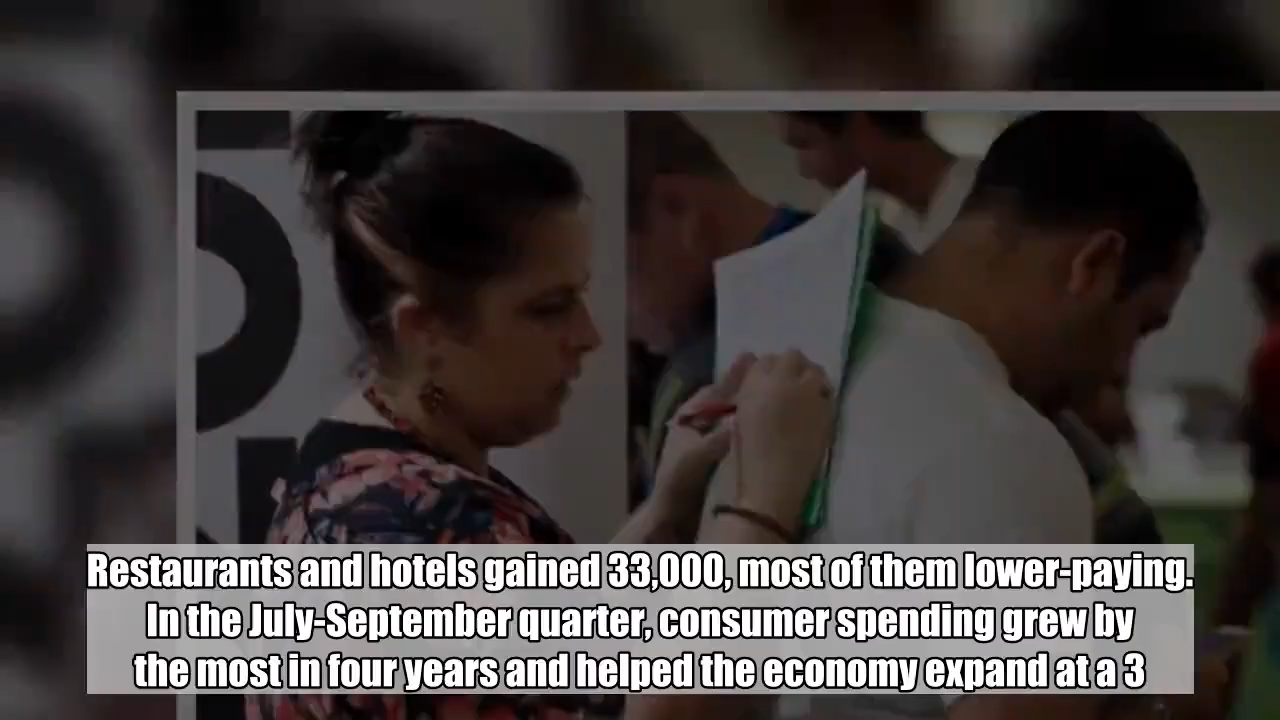 Restaurants and hotels gained 33,000, most of them lower-paying.
In the July-September quarter, consumer spending grew by
the most in four years and helped the economy expand at a 3